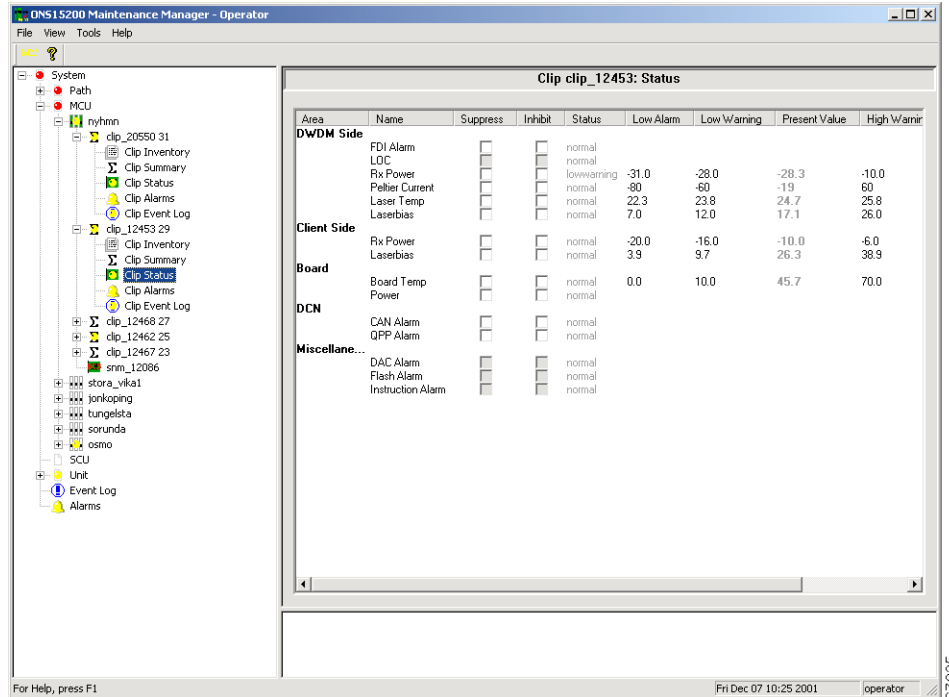 ONS15200 Maintenance Manager - Operator
File View Tools Help
System
Path
MCU
nyhmn
clip_20550 31
Clip Inventory
Clip Summary
Clip Status
Clip Alarms
Clip Event Log
clip_12453 29
Clip Inventory
Clip Summary
Clip Status
Clip Alarms
Clip Event Log
clip_12468 27
clip_12462 25
clip_12467 23
snm_12086
stora_vika1
jonkoping
tungelsta
sorunda
osmo
SCU
Unit
Event Log
Alarms
Clip clip_12453: Status
Area Name Suppress Inhibit Status Low Alarm Low Warning Present Value High Warnin
DWDM Side
FDI Alarm normal
LOC normal
Rx Power lowwarning -31.0 -28.0 -28.3 -10.0
Peltier Current normal -80 -60 -19 60
Laser Temp normal 22.3 23.8 24.7 25.8
Laserbias normal 7.0 12.0 17.1 26.0
Client Side
Rx Power normal -20.0 -16.0 -10.0 -6.0
Laserbias normal 3.9 9.7 26.3 38.9
Board
Board Temp normal 0.0 10.0 45.7 70.0
Power normal
DCN
CAN Alarm normal
QPP Alarm normal
Miscellane...
DAC Alarm normal
Flash Alarm normal
Instruction Alarm normal
For Help, press F1
Fri Dec 07 10:25 2001 operator